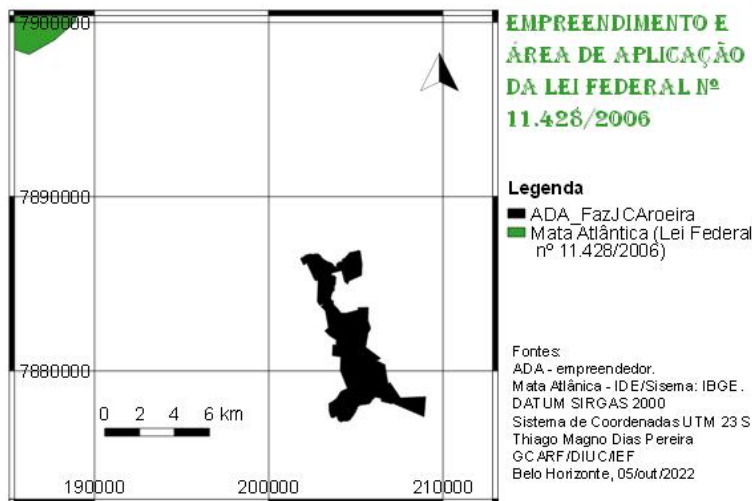 EMPREENDIMENTO E
ÁREA DE APLICAÇÃO
DA LEI FEDERAL Nº
11.428/2006
7900000
7890000
7880000
190000
200000
210000
0 2 4 6 km
Legenda
ADA_FazJCAroeira
Mata Atlântica (Lei Federal
nº 11.428/2006)
Fontes:
ADA - empreendedor.
Mata Atlânica - IDE/Sisema: IBGE.
DATUM SIRGAS 2000
Sistema de Coordenadas UTM 23 S
Thiago Magno Dias Pereira
GCARF/DIUC/IEF
Belo Horizonte, 05/out/2022